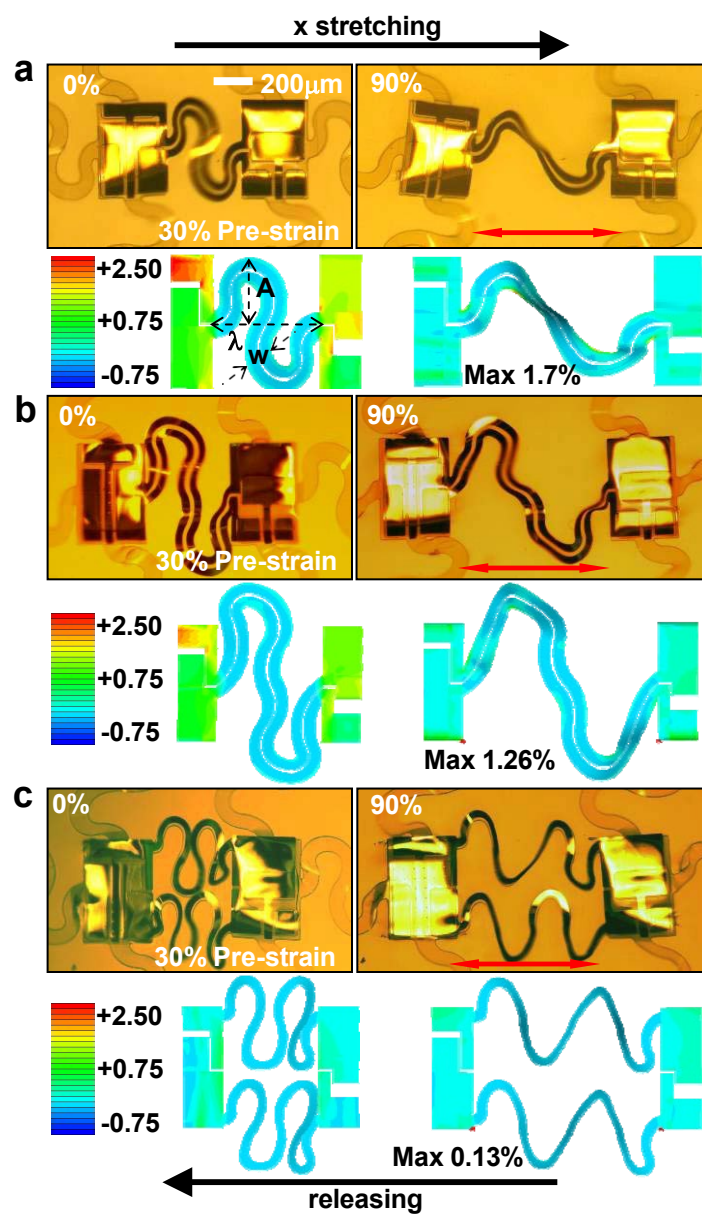 x stretching
a
0%
200μm
90%
30% Pre-strain
+2.50
+0.75
-0.75
A
λ
w
Max 1.7%
b
0%
90%
30% Pre-strain
+2.50
+0.75
-0.75
Max 1.26%
c
0%
90%
30% Pre-strain
+2.50
+0.75
-0.75
Max 0.13%
releasing